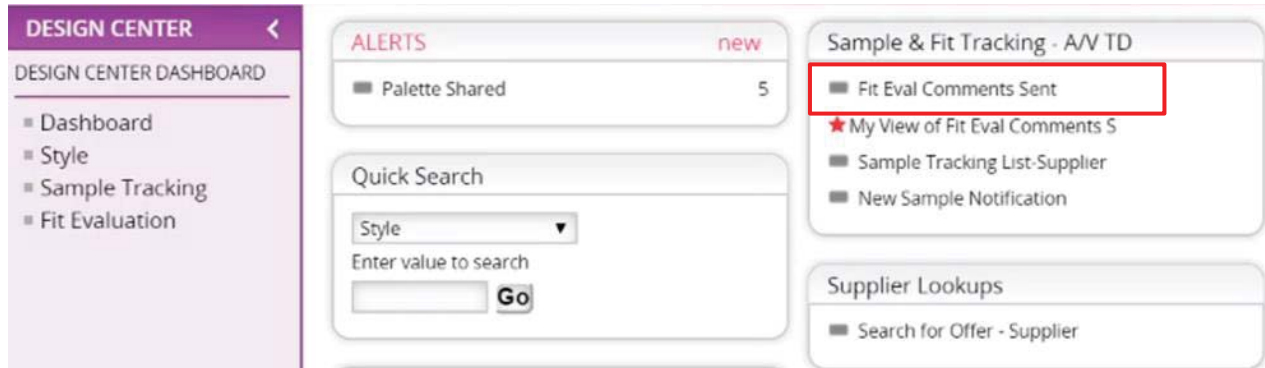 DESIGN CENTER
DESIGN CENTER DASHBOARD
Dashboard
Style
Sample Tracking
Fit Evaluation
ALERTS new
Palette Shared 5
Quick Search
Style
Enter value to search
Go
Sample & Fit Tracking - A/V TD
Fit Eval Comments Sent
My View of Fit Eval Comments S
Sample Tracking List-Supplier
New Sample Notification
Supplier Lookups
Search for Offer - Supplier